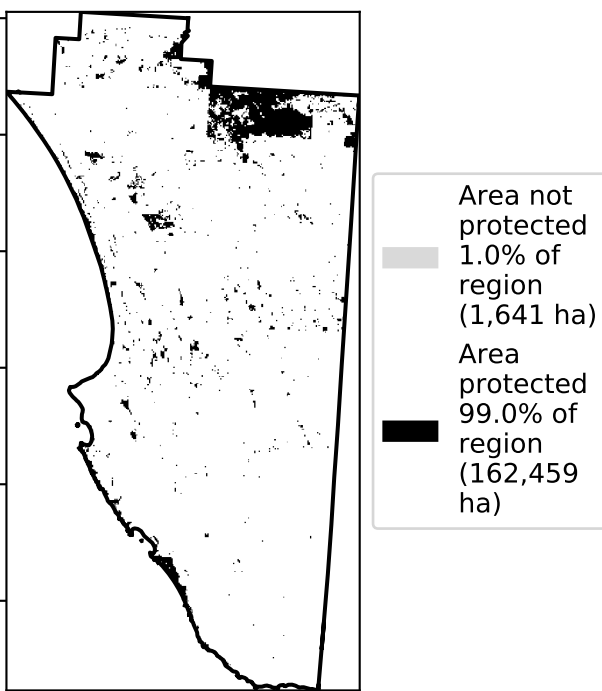 Area not
protected
1.0% of
region
(1,641 ha)
Area
protected
99.0% of
region
(162,459
ha)